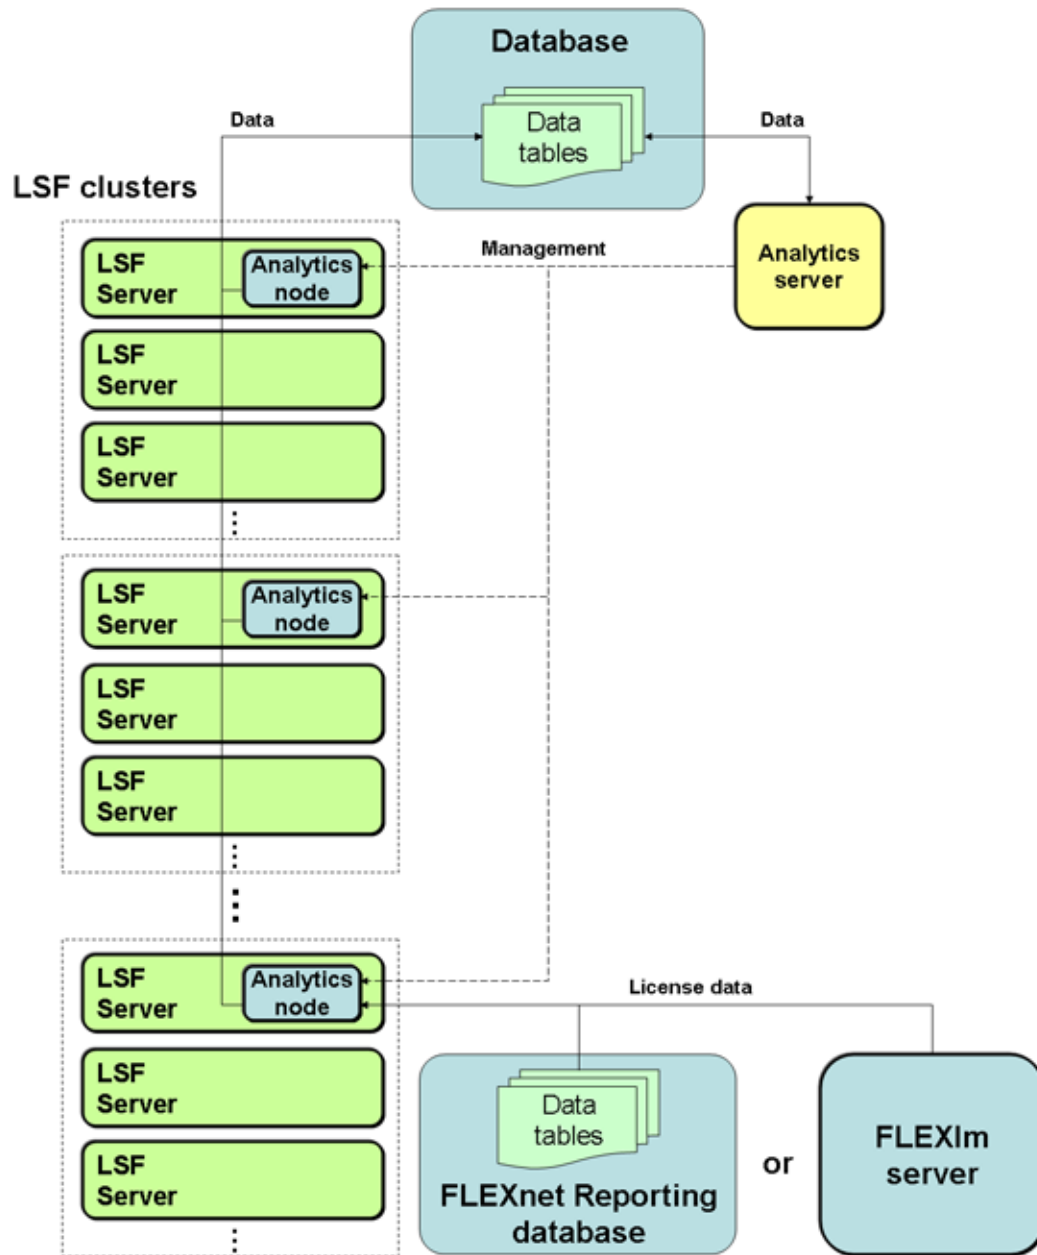 Database
Data
tables
Data
Data
LSF clusters
Management
Analytics
server
LSF
Server
Analytics
node
LSF
Server
LSF
Server
LSF
Server
Analytics
node
LSF
Server
LSF
Server
LSF
Server
Analytics
node
License data
LSF
Server
LSF
Server
Data
tables
FLEXnet Reporting
database
or
FLEXlm
server